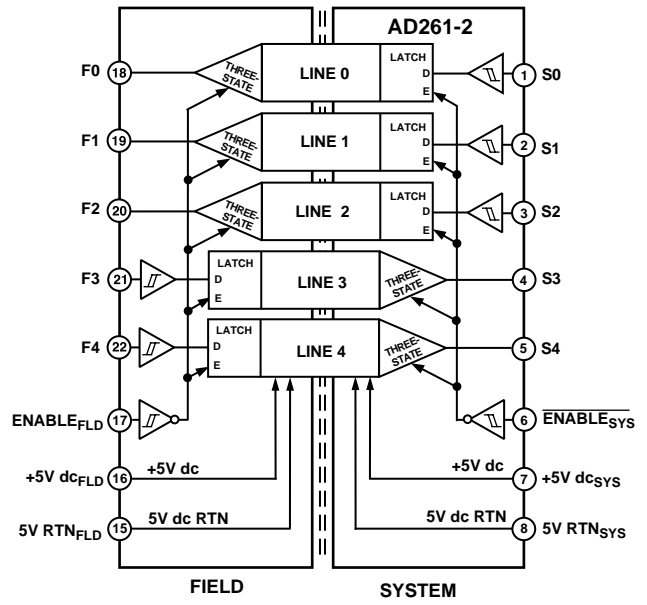 AD261-2
F0 18 THREE-STATE LINE 0 LATCH D E 1 S0
F1 19 THREE-STATE LINE 1 LATCH D E 2 S1
F2 20 THREE-STATE LINE 2 LATCH D E 3 S2
F3 21 LATCH D E LINE 3 THREE-STATE 4 S3
F4 22 LATCH D E LINE 4 THREE-STATE 5 S4
ENABLEFLD 17 6 ENABLESYS
+5V dcFLD 16 +5V dc +5V dc 7 +5V dcSYS
5V RTNFLD 15 5V dc RTN 5V dc RTN 8 5V RTNSYS
FIELD SYSTEM